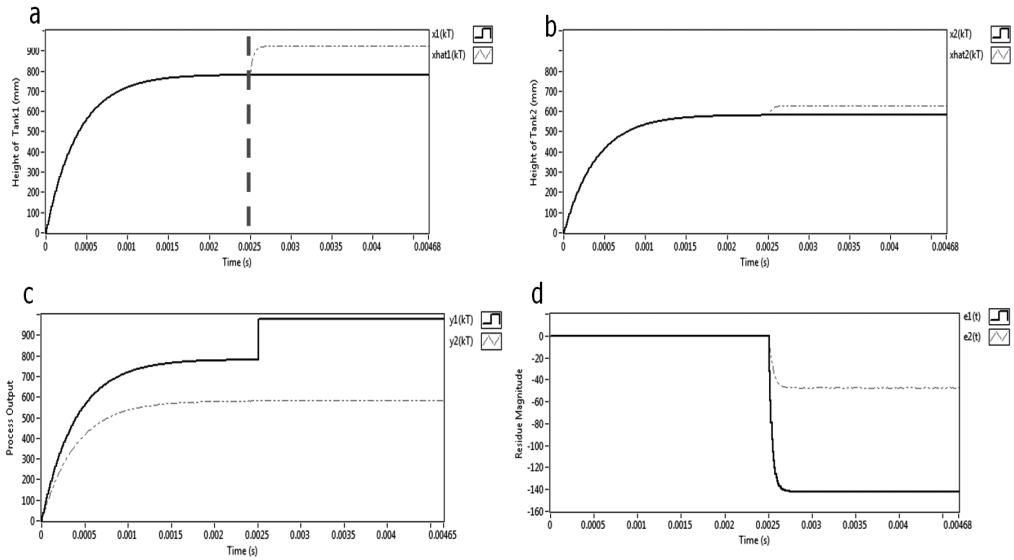 a
x1(kT)
xhat1(kT)
900
800
700
600
500
400
300
200
100
0
Height of Tank1 (mm)
0 0.0005 0.001 0.0015 0.002 0.0025 0.003 0.0035 0.004 0.00468
Time (s)
b
x2(kT)
xhat2(kT)
900
800
700
600
500
400
300
200
100
0
Height of Tank2 (mm)
0 0.0005 0.001 0.0015 0.002 0.0025 0.003 0.0035 0.004 0.00468
Time (s)
c
y1(kT)
y2(kT)
900
800
700
600
500
400
300
200
100
0
Process Output
0 0.0005 0.001 0.0015 0.002 0.0025 0.003 0.0035 0.004 0.00465
Time (s)
d
e1(t)
e2(t)
0
-20
-40
-60
-80
-100
-120
-140
-160
Residue Magnitude
0 0.0005 0.001 0.0015 0.002 0.0025 0.003 0.0035 0.004 0.00468
Time (s)